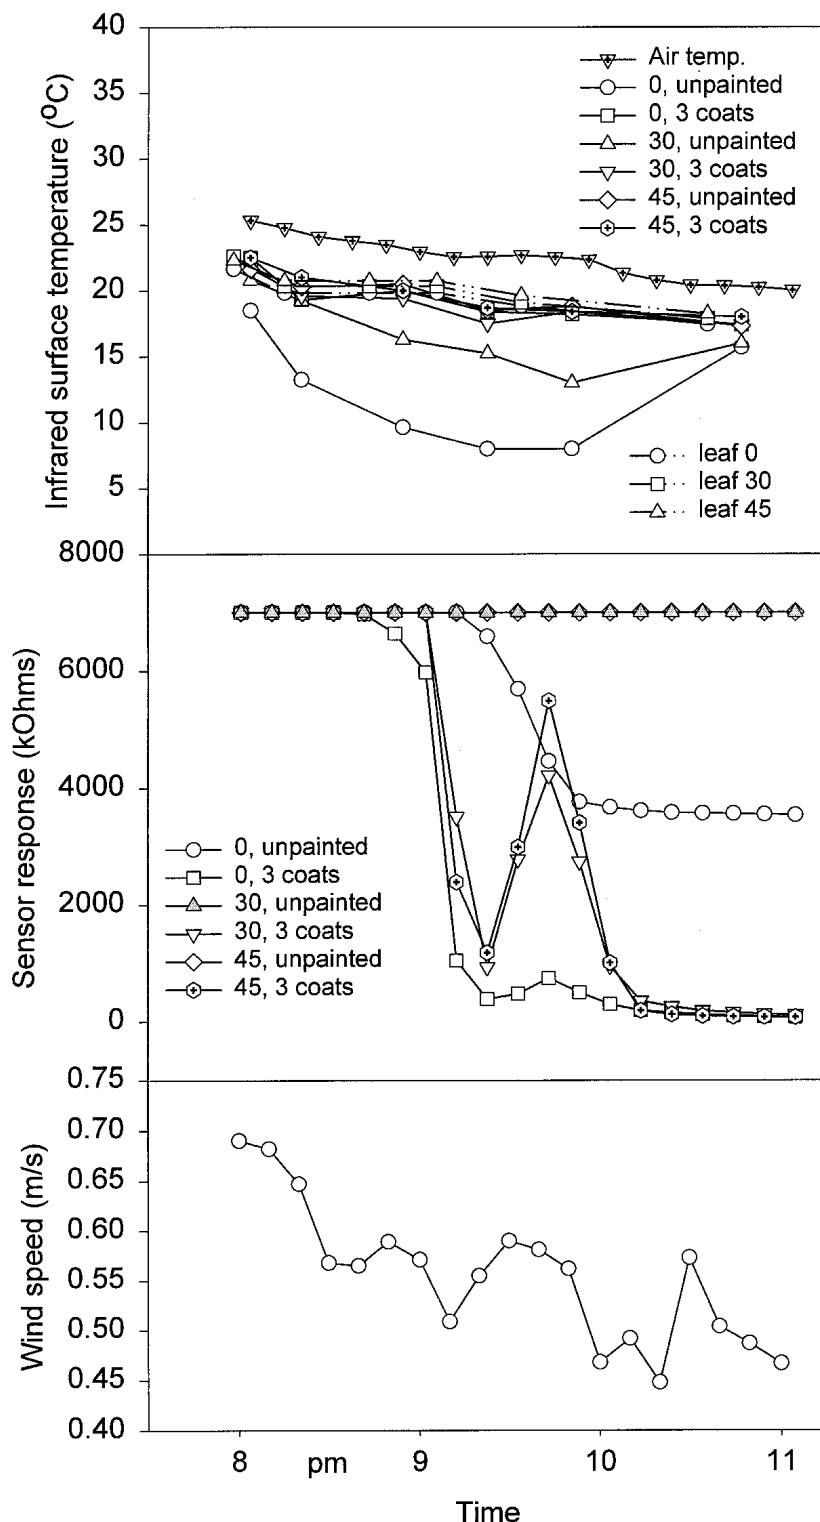 40
35
30
25
20
15
10
5
Infrared surface temperature (ºC)
Air temp.
0, unpainted
0, 3 coats
30, unpainted
30, 3 coats
45, unpainted
45, 3 coats
leaf 0
leaf 30
leaf 45
8000
6000
4000
2000
0
Sensor response (kOhms)
0, unpainted
0, 3 coats
30, unpainted
30, 3 coats
45, unpainted
45, 3 coats
0.75
0.70
0.65
0.60
0.55
0.50
0.45
0.40
Wind speed (m/s)
8 pm 9 10 11
Time